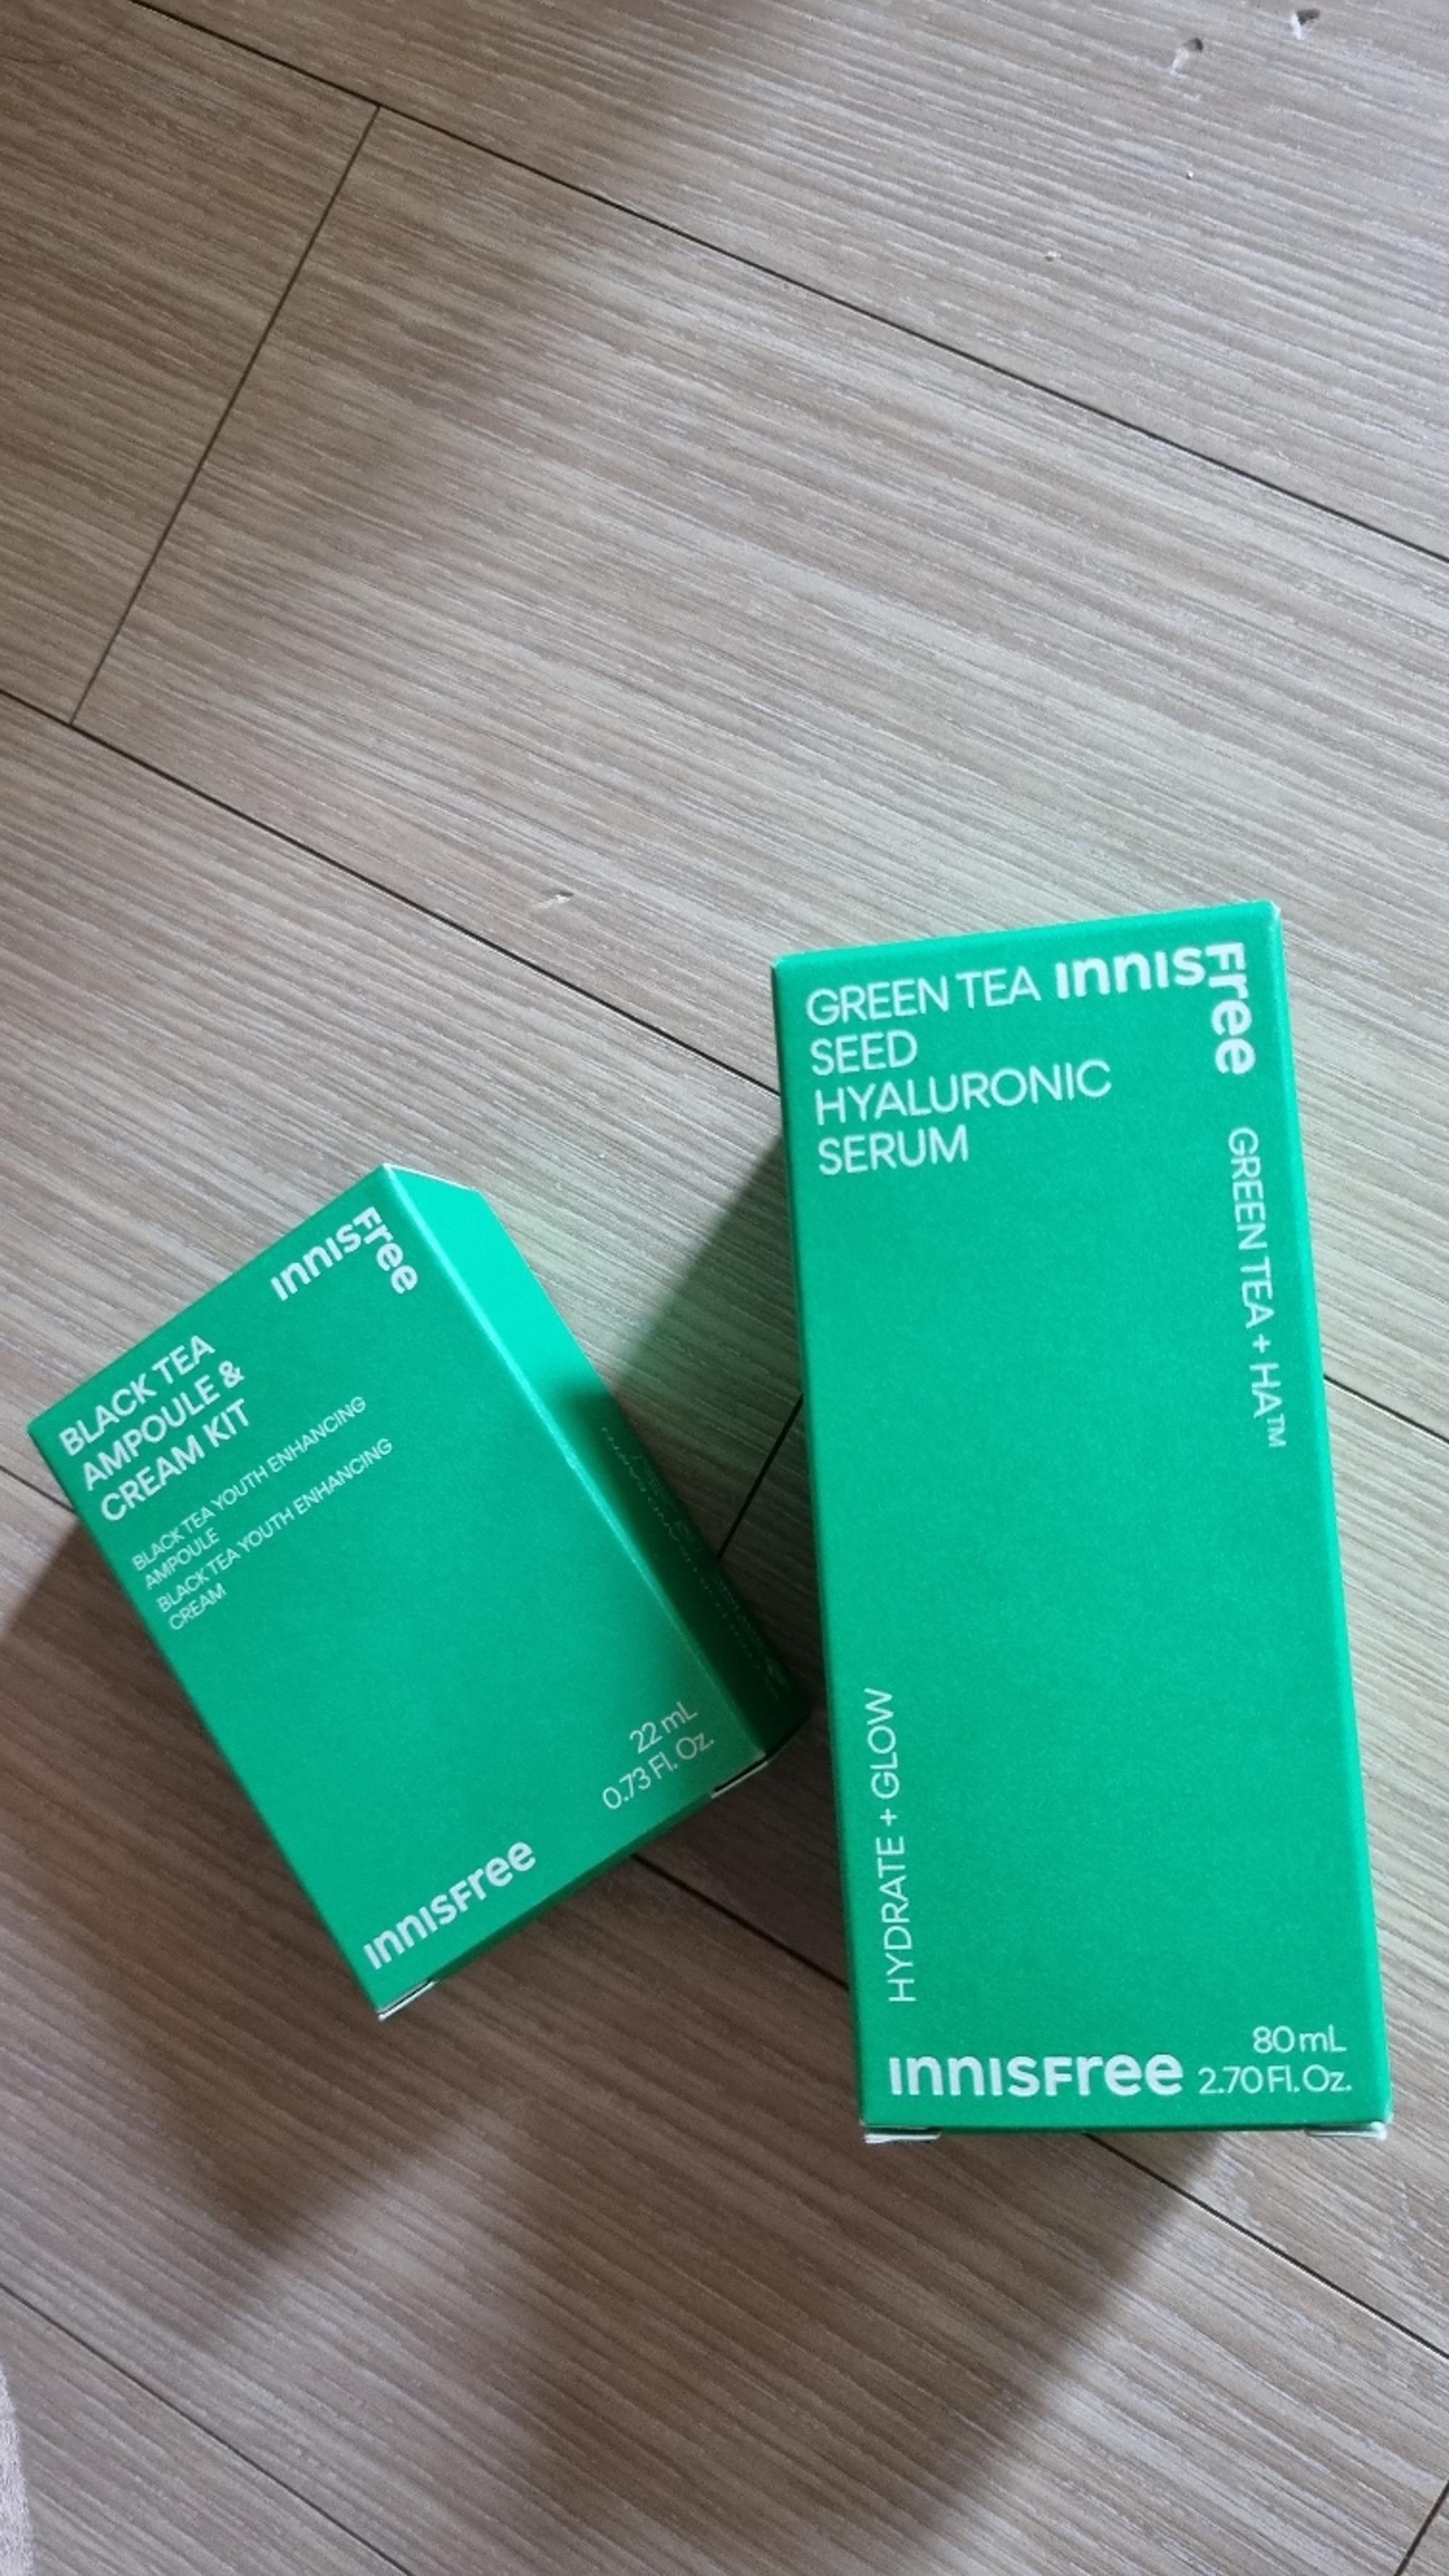 innisfree
BLACK TEA
AMPOULE &
CREAM KIT
BLACK TEA YOUTH ENHANCING
AMPOULE
BLACK TEA YOUTH ENHANCING
CREAM
22 mL
0.73 Fl. Oz.
innisfree
GREEN TEA
SEED
HYALURONIC
SERUM
innisfree
GREEN TEA + HA™
HYDRATE + GLOW
innisfree
80 mL
2.70 Fl. Oz.